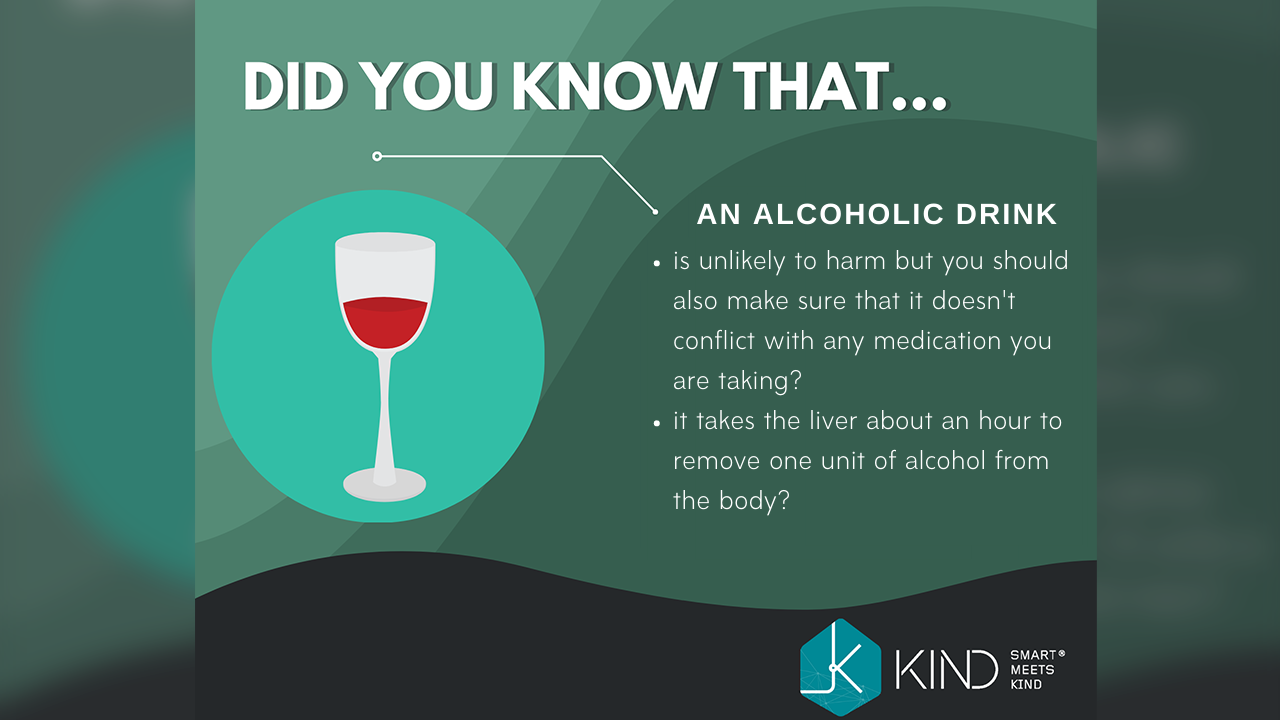 DID YOU KNOW THAT...
AN ALCOHOLIC DRINK
• is unlikely to harm but you should
also make sure that it doesn't
conflict with any medication you
are taking?
• it takes the liver about an hour to
remove one unit of alcohol from
the body?
K KIND SMART®
MEETS
KIND